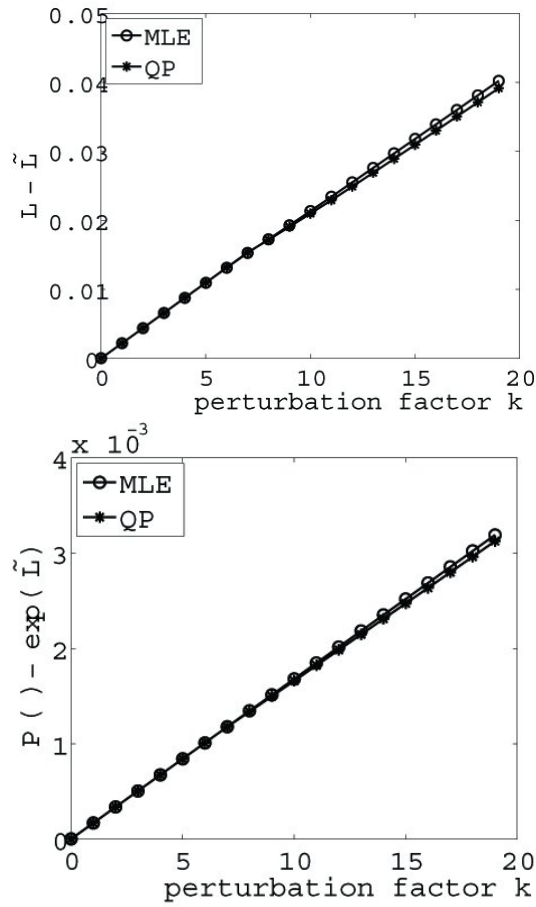 0.05
MLE
QP
0.04
0.03
0.02
0.01
0
L - L̃
0 5 10 15 20
perturbation factor k
x 10⁻³
4
MLE
QP
3
2
1
0
P ( ) - exp( L̃ )
0 5 10 15 20
perturbation factor k